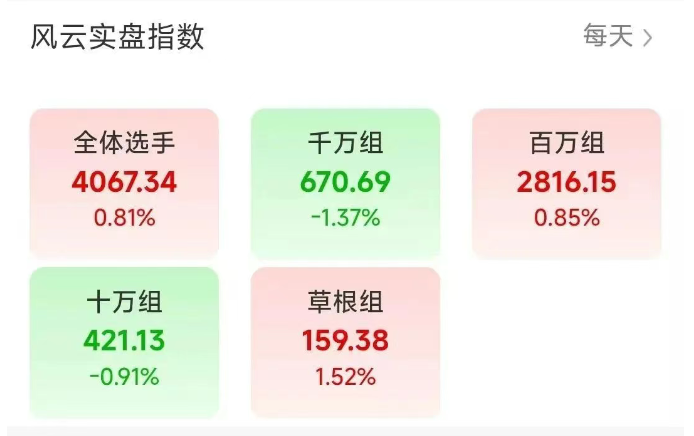 风云实盘指数
每天
全体选手
4067.34
0.81%
千万组
670.69
-1.37%
百万组
2816.15
0.85%
十万组
421.13
-0.91%
草根组
159.38
1.52%